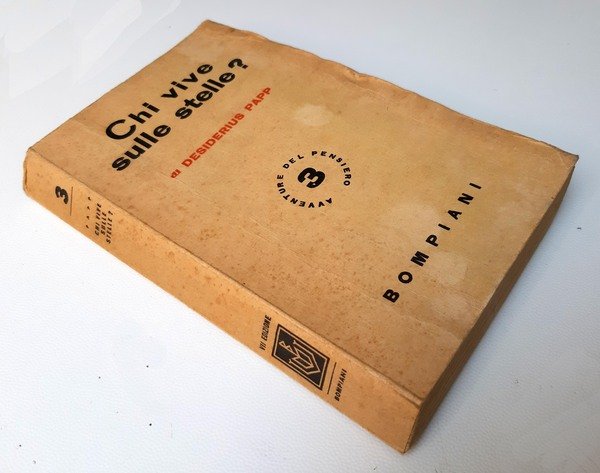 Chi vive
sulle stelle?
di DESIDERIUS PAPP
AVVENTURE DEL PENSIERO
3
BOMPIANI
3
PAPP
CHI VIVE
SULLE
STELLE?
VII EDIZIONE
BOMPIANI